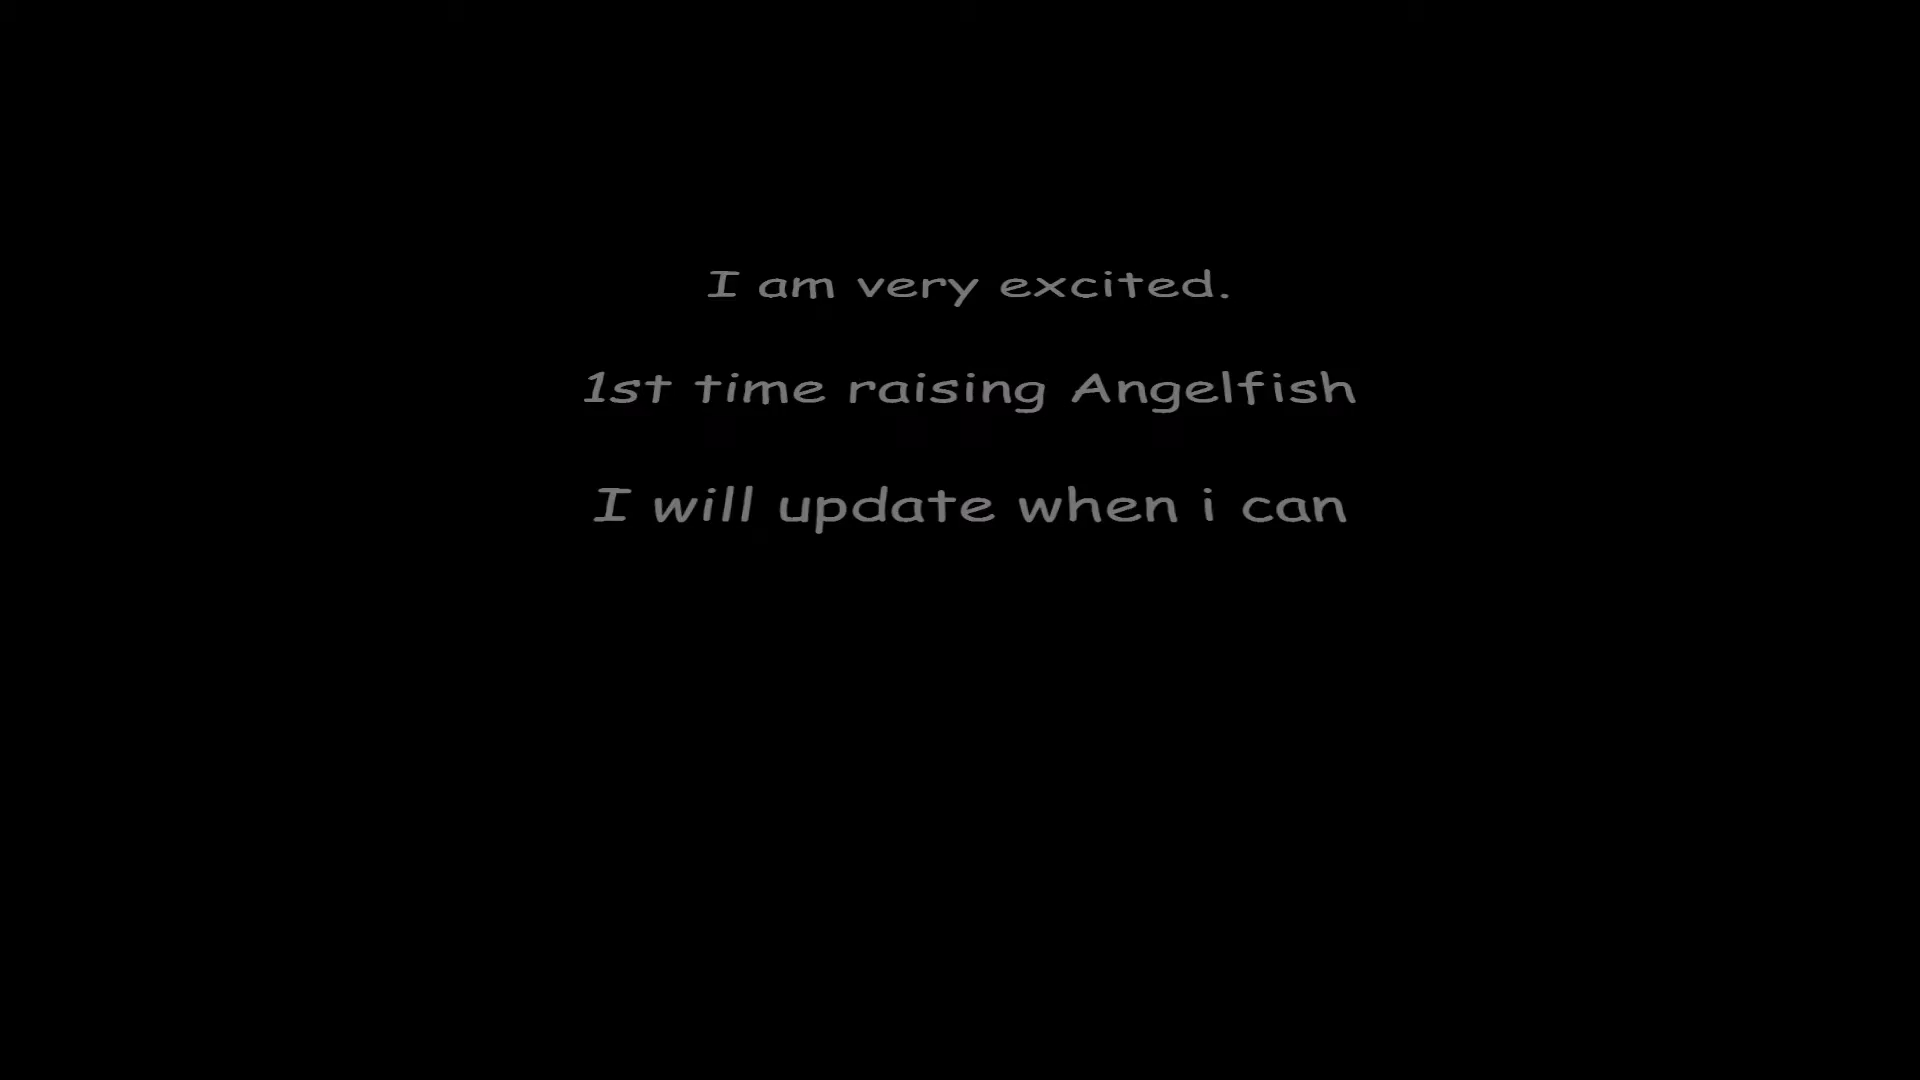 I am very excited.
1st time raising Angelfish
I will update when i can